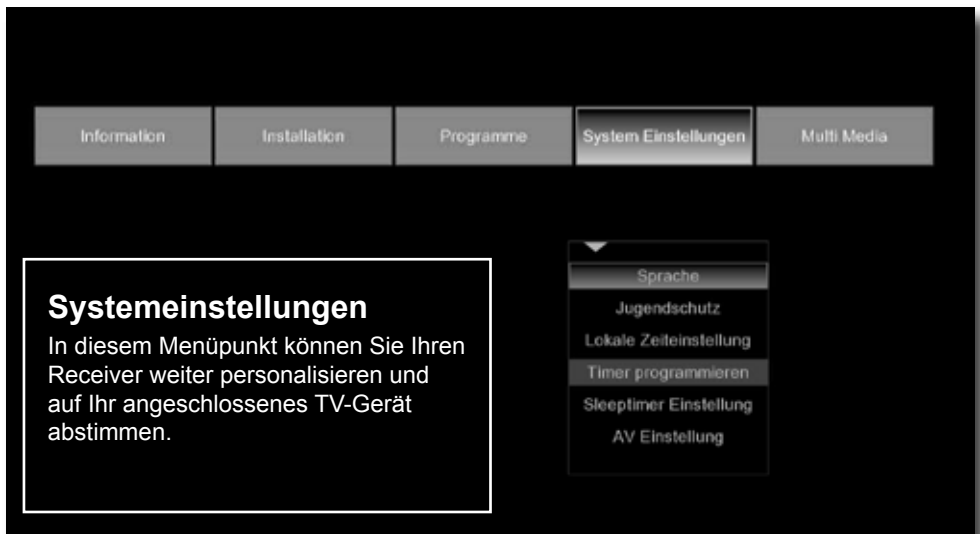 Information Installation Programme System Einstellungen Multi Media
Systemeinstellungen
In diesem Menüpunkt können Sie Ihren
Receiver weiter personalisieren und
auf Ihr angeschlossenes TV-Gerät
abstimmen.
Sprache
Jugendschutz
Lokale Zeiteinstellung
Timer programmieren
Sleeptimer Einstellung
AV Einstellung